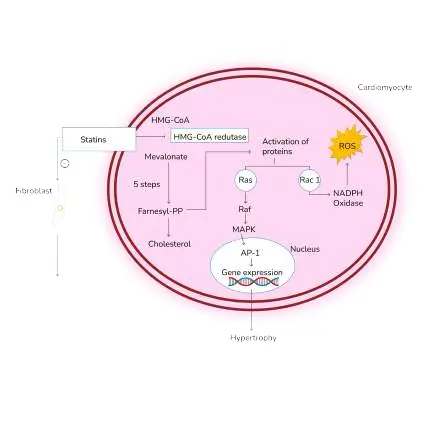 Cardiomyocyte
HMG-CoA
Statins
HMG-CoA redutase
Activation of
proteins
ROS
Mevalonate
5 steps
Ras
Rac 1
Fibroblast
NADPH
Oxidase
Farnesyl-PP
Raf
MAPK
Cholesterol
Nucleus
AP-1
Gene expression
Hypertrophy